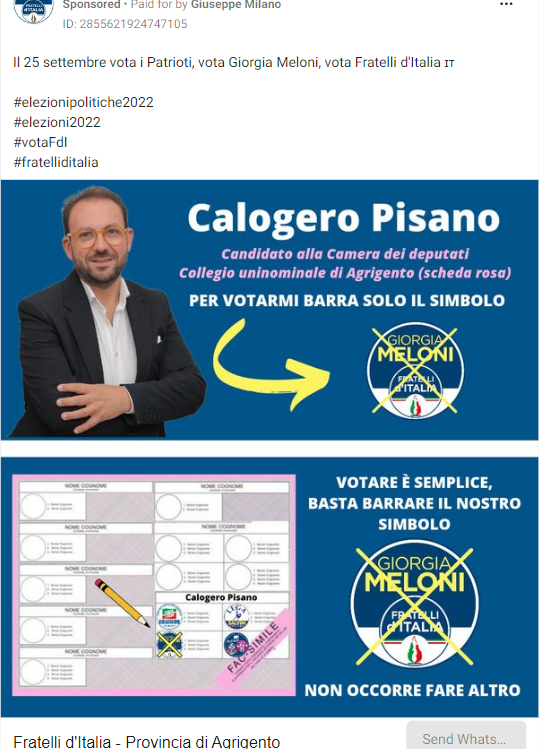 Sponsored • Paid for by Giuseppe Milano
ID: 2855621924747105
Il 25 settembre vota i Patrioti, vota Giorgia Meloni, vota Fratelli d'Italia IT
#elezionipolitiche2022
#elezioni2022
#votaFdI
#fratelliditalia
Calogero Pisano
Candidato alla Camera dei deputati
Collegio uninominale di Agrigento (scheda rosa)
PER VOTARMI BARRA SOLO IL SIMBOLO
GIORGIA
MELONI
FRATELLI
d'ITALIA
VOTARE È SEMPLICE,
BASTA BARRARE IL NOSTRO
SIMBOLO
GIORGIA
MELONI
FRATELLI
d'ITALIA
NON OCCORRE FARE ALTRO
NOME COGNOME
NOME COGNOME
NOME COGNOME
NOME COGNOME
NOME COGNOME
NOME COGNOME
NOME COGNOME
Calogero Pisano
LEGA
SALVINI
FAC-SIMILE
Fratelli d'Italia - Provincia di Agrigento
Send Whats...